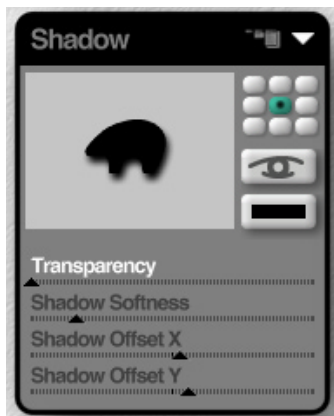 Shadow
Transparency
Shadow Softness
Shadow Offset X
Shadow Offset Y